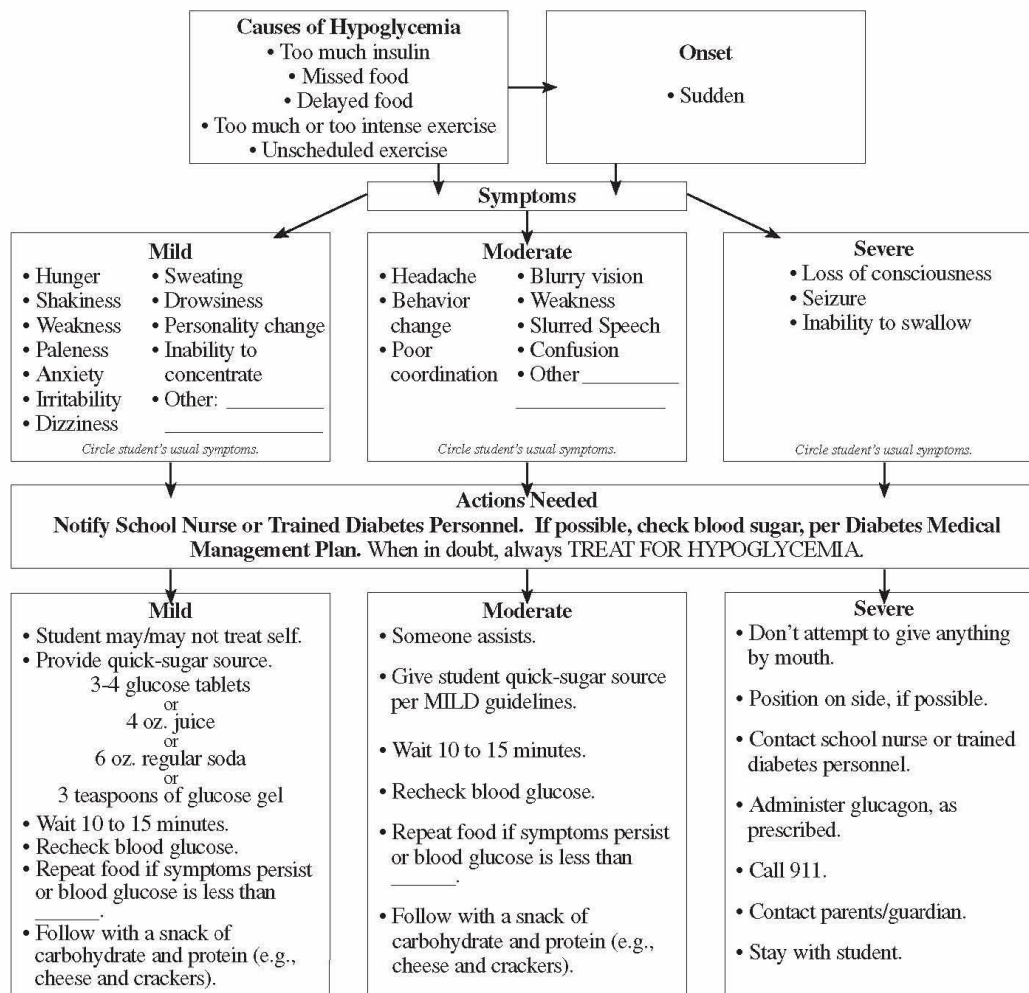 Causes of Hypoglycemia
• Too much insulin
• Missed food
• Delayed food
• Too much or too intense exercise
• Unscheduled exercise
Onset
• Sudden
Symptoms
Mild
• Hunger
• Shakiness
• Weakness
• Paleness
• Anxiety
• Irritability
• Dizziness
• Sweating
• Drowsiness
• Personality change
• Inability to
concentrate
• Other: __________
____________________
Circle student's usual symptoms.
Moderate
• Headache
• Behavior
change
• Poor
coordination
• Blurry vision
• Weakness
• Slurred Speech
• Confusion
• Other __________
____________________
Circle student's usual symptoms.
Severe
• Loss of consciousness
• Seizure
• Inability to swallow
Circle student's usual symptoms.
Actions Needed
Notify School Nurse or Trained Diabetes Personnel. If possible, check blood sugar, per Diabetes Medical
Management Plan. When in doubt, always TREAT FOR HYPOGLYCEMIA.
Mild
• Student may/may not treat self.
• Provide quick-sugar source.
3-4 glucose tablets
or
4 oz. juice
or
6 oz. regular soda
or
3 teaspoons of glucose gel
• Wait 10 to 15 minutes.
• Recheck blood glucose.
• Repeat food if symptoms persist
or blood glucose is less than
______.
• Follow with a snack of
carbohydrate and protein (e.g.,
cheese and crackers).
Moderate
• Someone assists.
• Give student quick-sugar source
per MILD guidelines.
• Wait 10 to 15 minutes.
• Recheck blood glucose.
• Repeat food if symptoms persist
or blood glucose is less than
______.
• Follow with a snack of
carbohydrate and protein (e.g.,
cheese and crackers).
Severe
• Don't attempt to give anything
by mouth.
• Position on side, if possible.
• Contact school nurse or trained
diabetes personnel.
• Administer glucagon, as
prescribed.
• Call 911.
• Contact parents/guardian.
• Stay with student.